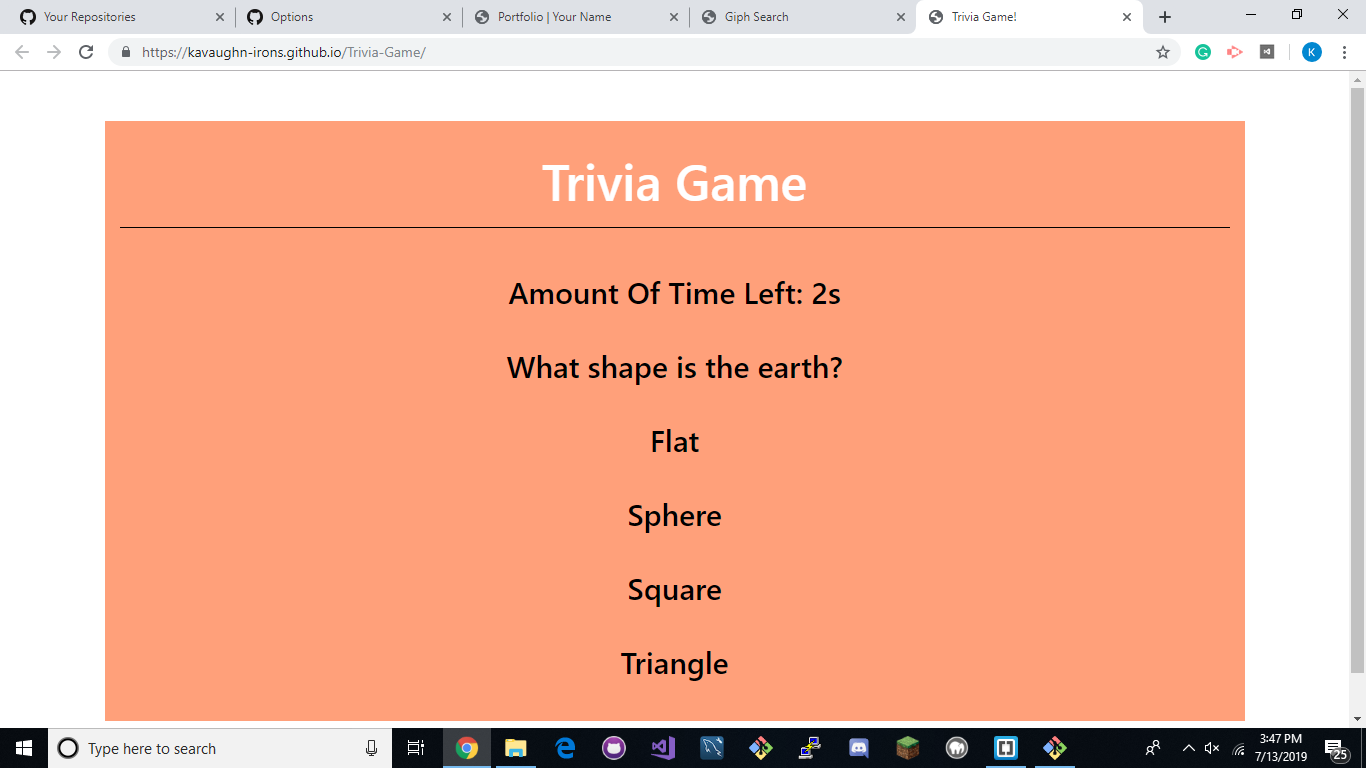 Your Repositories
Options
Portfolio | Your Name
Giph Search
Trivia Game!
https://kavaughn-irons.github.io/Trivia-Game/
K
Trivia Game
Amount Of Time Left: 2s
What shape is the earth?
Flat
Sphere
Square
Triangle
Type here to search
3:47 PM
7/13/2019
25